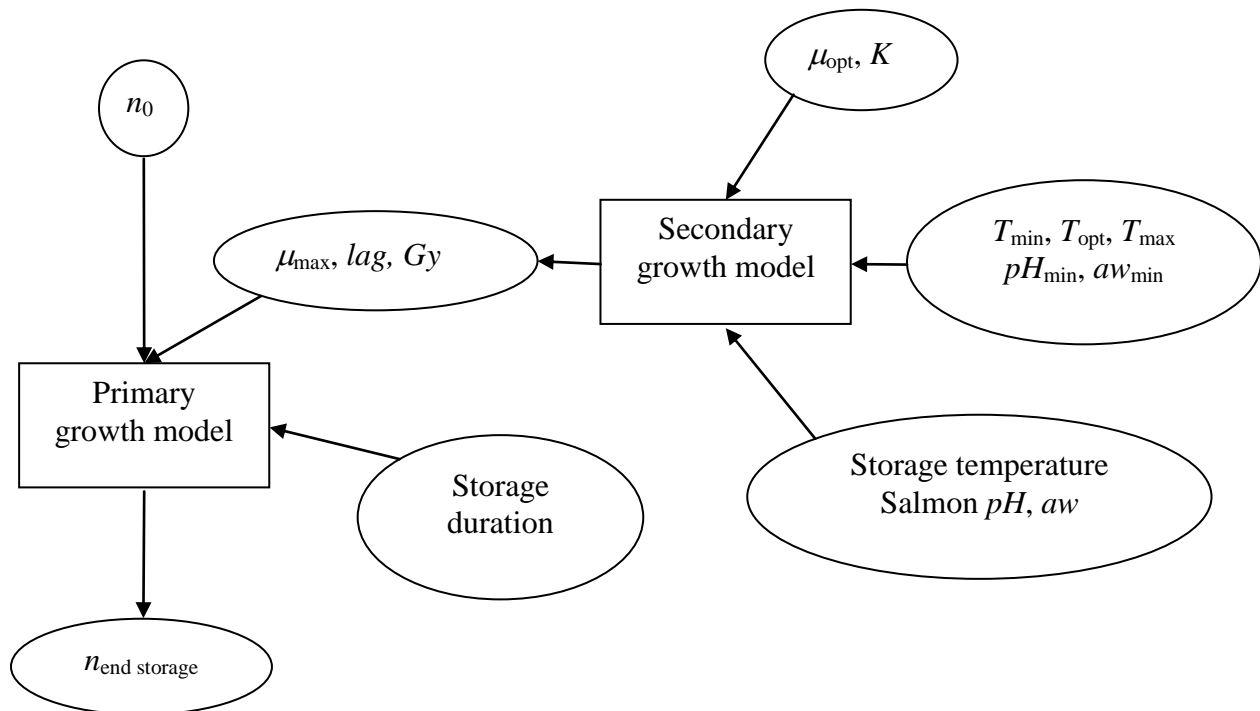 μopt, K
n0
Secondary
growth model
Tmin, Topt, Tmax
pHmin, awmin
μmax, lag, Gy
Primary
growth model
Storage temperature
Salmon pH, aw
Storage
duration
nend storage